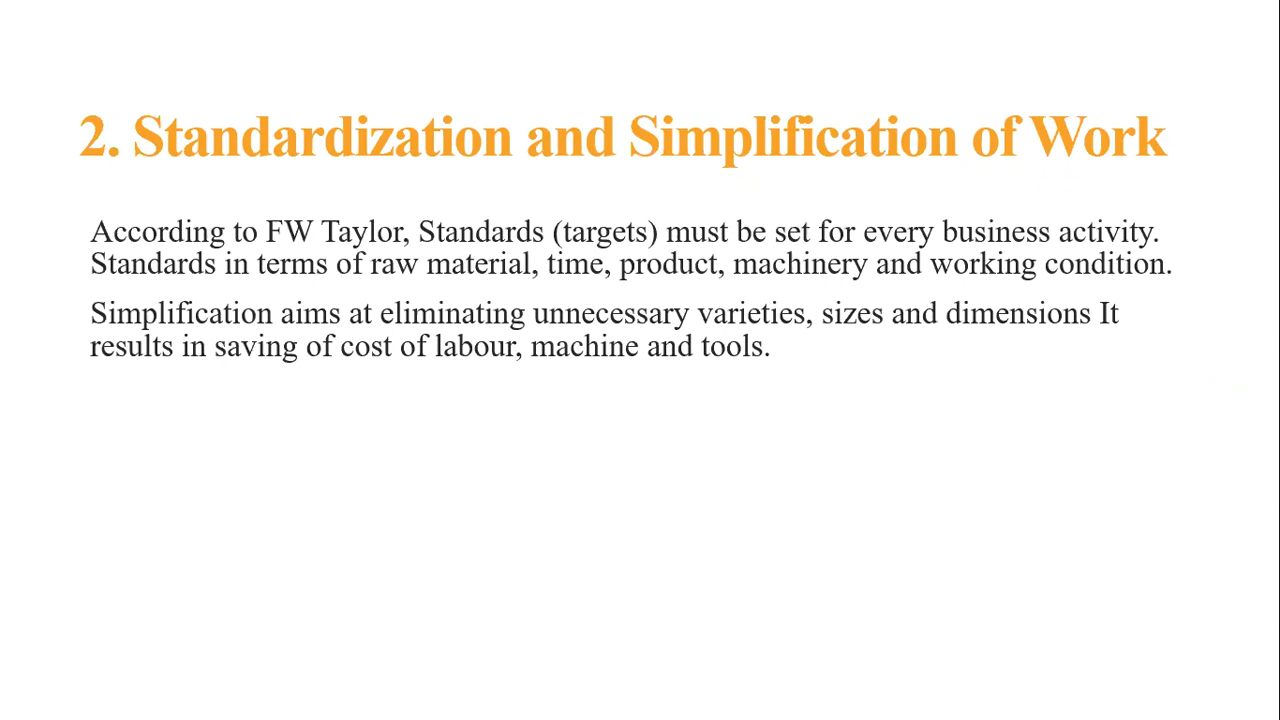 2. Standardization and Simplification of Work
According to FW Taylor, Standards (targets) must be set for every business activity.
Standards in terms of raw material, time, product, machinery and working condition.
Simplification aims at eliminating unnecessary varieties, sizes and dimensions It
results in saving of cost of labour, machine and tools.